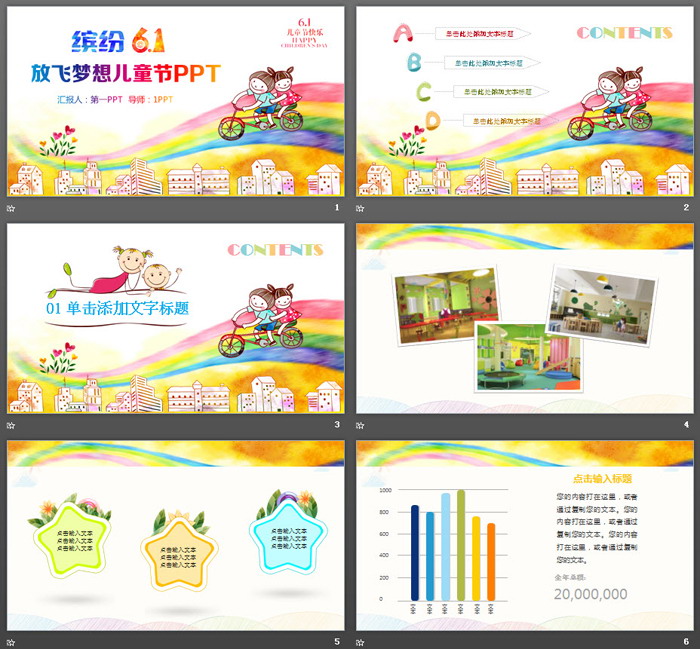 缤纷 6.1
放飞梦想儿童节PPT
汇报人：第一PPT 导师：1PPT
6.1
儿童节快乐
HAPPY
CHILDREN'S DAY
1
CONTENTS
A 单击此处添加文本标题
B 单击此处添加文本标题
C 单击此处添加文本标题
D 单击此处添加文本标题
2
CONTENTS
01 单击添加文字标题
3
4
点击输入文本
点击输入文本
点击输入文本
点击输入文本
点击输入文本
点击输入文本
点击输入文本
点击输入文本
点击输入文本
5
1000
800
600
400
200
0
点击输入标题
您的内容打在这里，或者
通过复制您的文本。您的
内容打在这里，或者通过
复制您的文本。您的内容
打在这里，或者通过复制
您的文本。
全年总额：
20,000,000
6